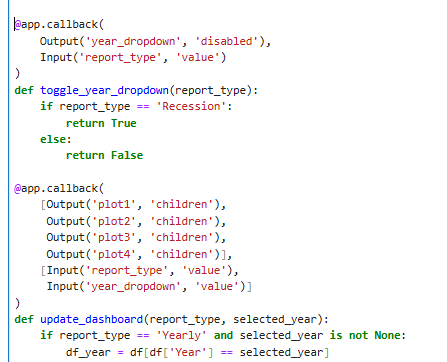 @app.callback(
    Output('year_dropdown', 'disabled'),
    Input('report_type', 'value')
)
def toggle_year_dropdown(report_type):
    if report_type == 'Recession':
        return True
    else:
        return False

@app.callback(
    [Output('plot1', 'children'),
     Output('plot2', 'children'),
     Output('plot3', 'children'),
     Output('plot4', 'children')],
    [Input('report_type', 'value'),
     Input('year_dropdown', 'value')]
)
def update_dashboard(report_type, selected_year):
    if report_type == 'Yearly' and selected_year is not None:
        df_year = df[df['Year'] == selected_year]